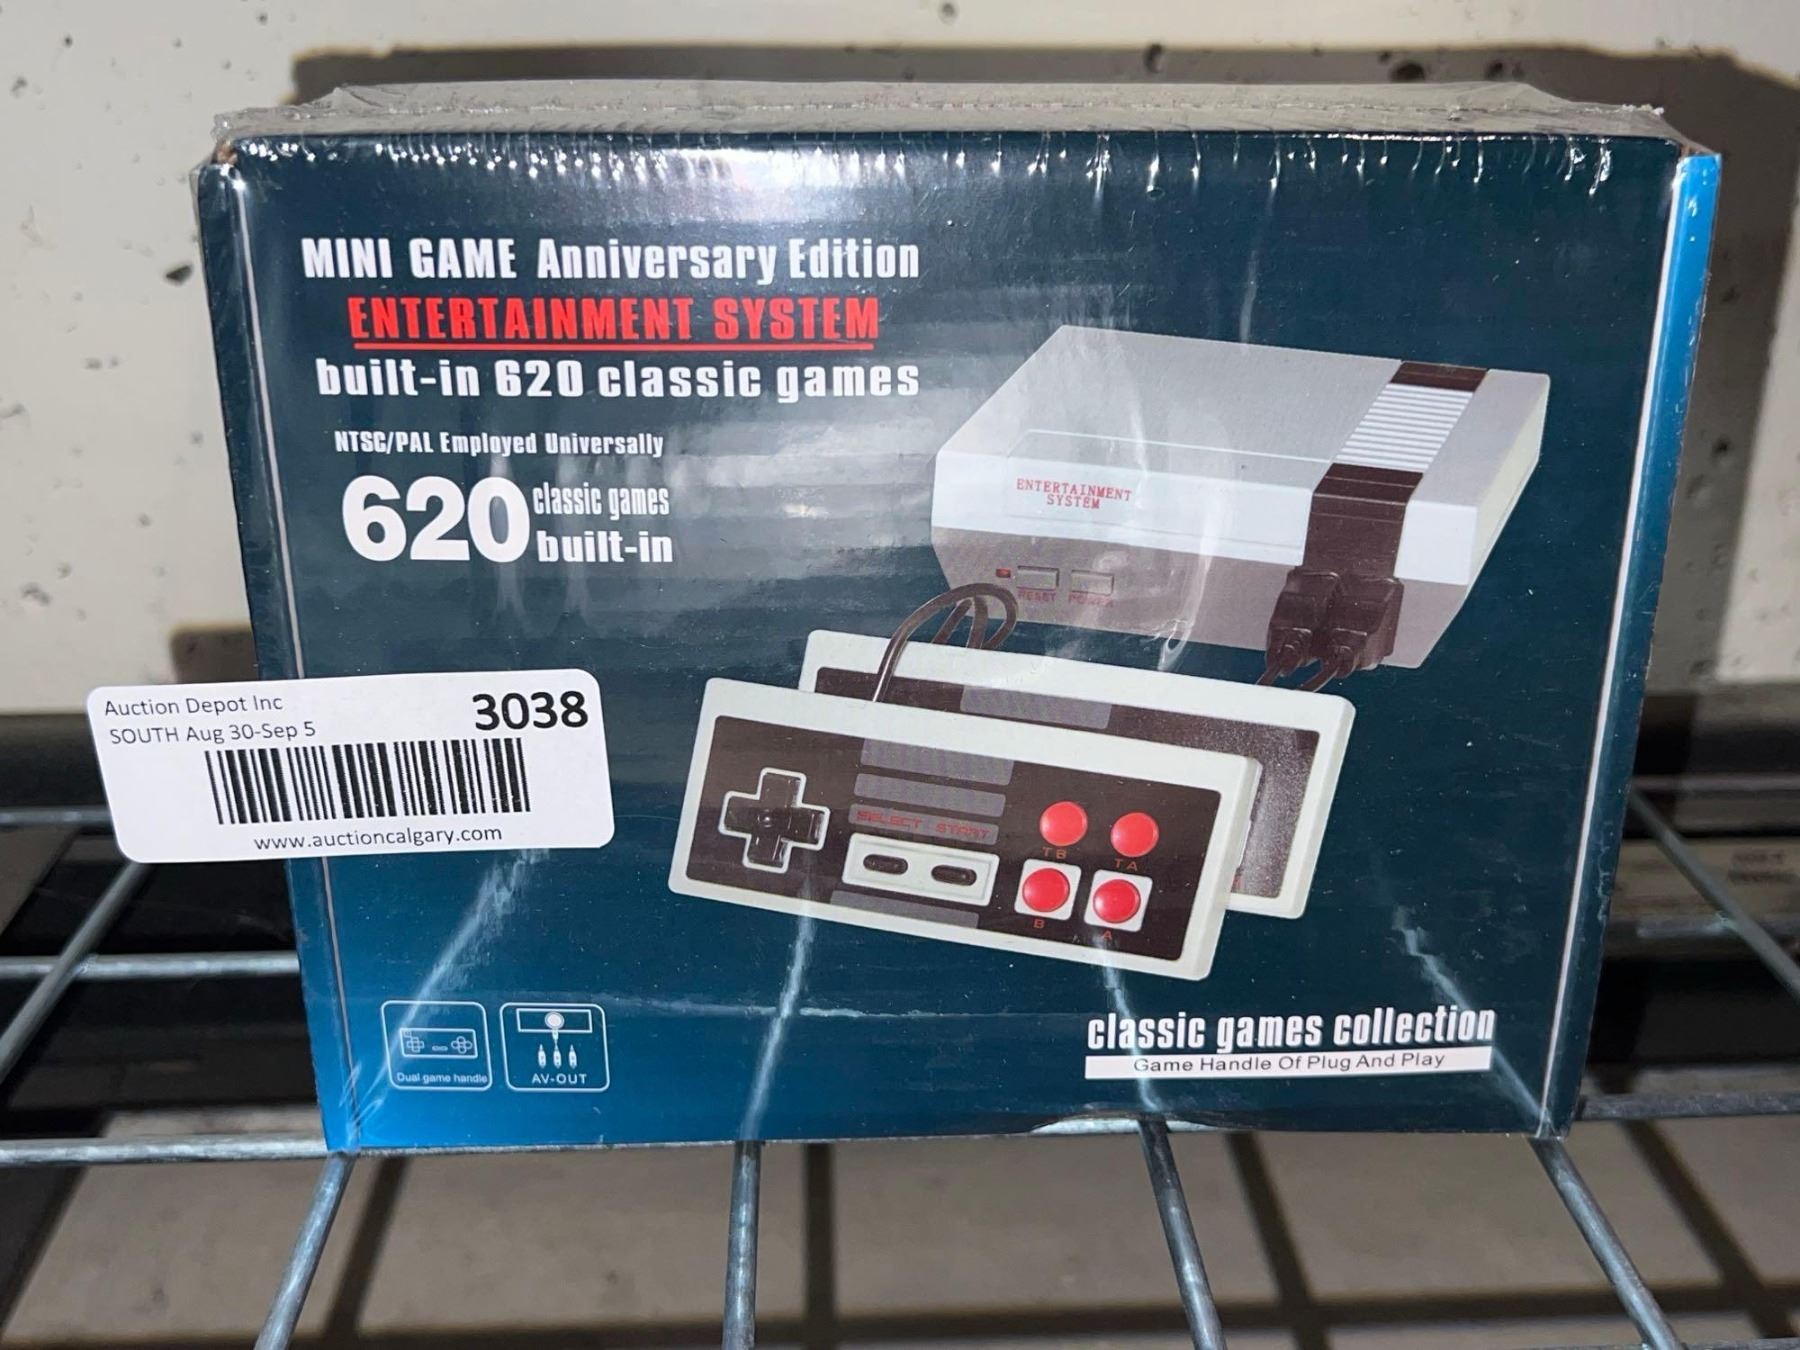 MINI GAME Anniversary Edition
ENTERTAINMENT SYSTEM
built-in 620 classic games
NTSC/PAL Employed Universally
620 classic games
built-in
ENTERTAINMENT
SYSTEM
RESET POWER
Auction Depot Inc
3038
SOUTH Aug 30-Sep 5
www.auctioncalgary.com
SELECT START
TB TA
B A
Dual game handle
AV-OUT
classic games collection
Game Handle Of Plug And Play